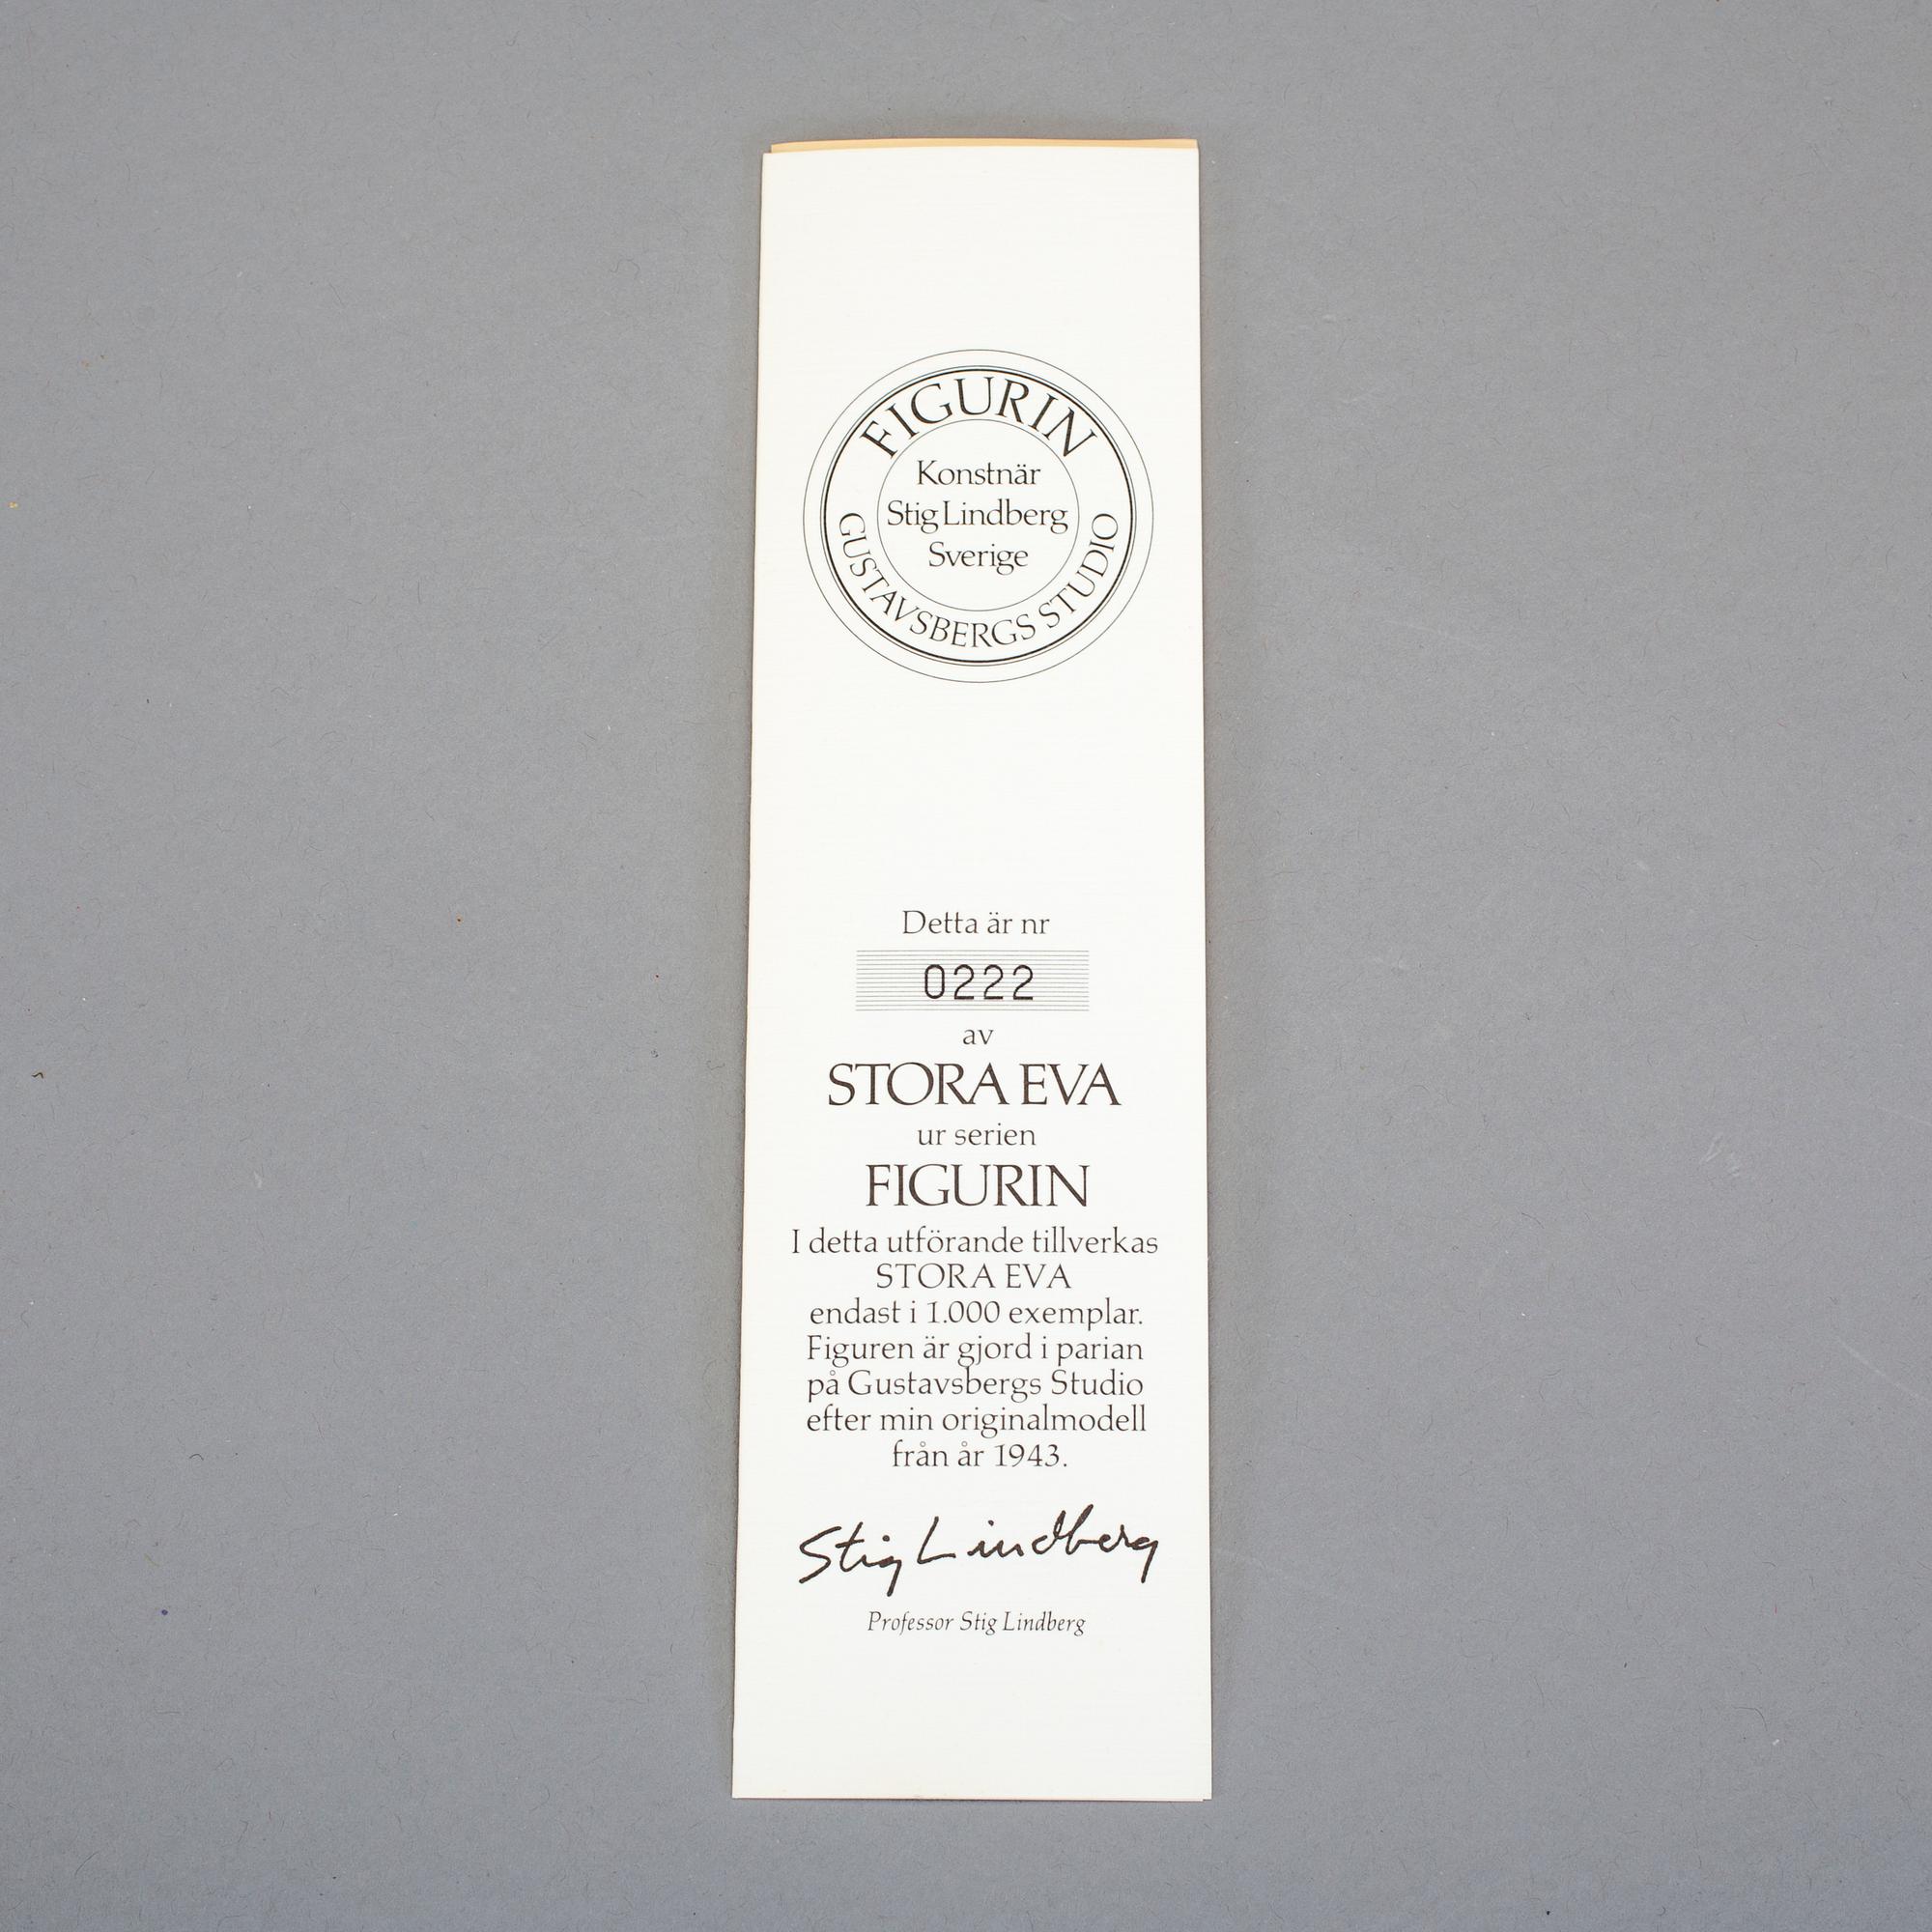 FIGURIN
Konstnär
Stig Lindberg
Sverige
GUSTAVSBERGS STUDIO
Detta är nr
0222
av
STORA EVA
ur serien
FIGURIN
I detta utförande tillverkas
STORA EVA
endast i 1.000 exemplar.
Figuren är gjord i parian
på Gustavsbergs Studio
efter min originalmodell
från år 1943.
Stig Lindberg
Professor Stig Lindberg